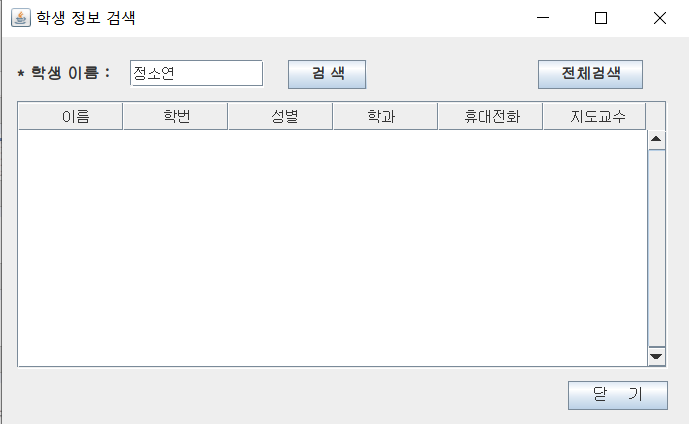 학생 정보 검색
* 학생 이름 : 정소연 검 색 전체검색
이름 학번 성별 학과 휴대전화 지도교수
닫 기